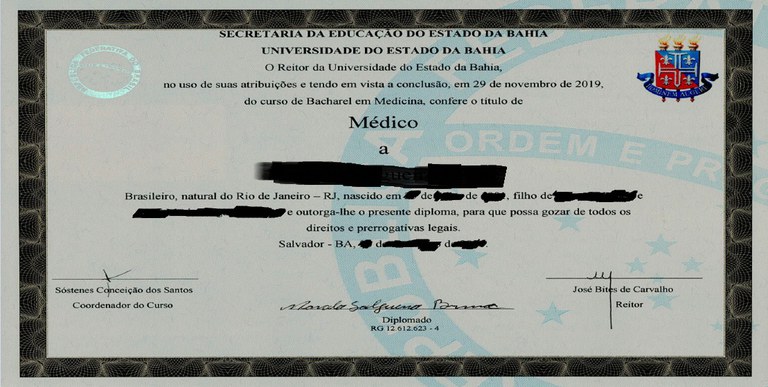 SECRETARIA DA EDUCAÇÃO DO ESTADO DA BAHIA
UNIVERSIDADE DO ESTADO DA BAHIA
O Reitor da Universidade do Estado da Bahia,
no uso de suas atribuições e tendo em vista a conclusão, em 29 de novembro de 2019,
do curso de Bacharel em Medicina, confere o título de
Médico
a
Brasileiro, natural do Rio de Janeiro – RJ, nascido em de de , filho de e
e outorga-lhe o presente diploma, para que possa gozar de todos os
direitos e prerrogativas legais.
Salvador - BA, d d
Sóstenes Conceição dos Santos
Coordenador do Curso
José Bites de Carvalho
Reitor
Diplomado
RG 12.612.623 - 4
ORDEM E PR
HOMINEM AUGERE